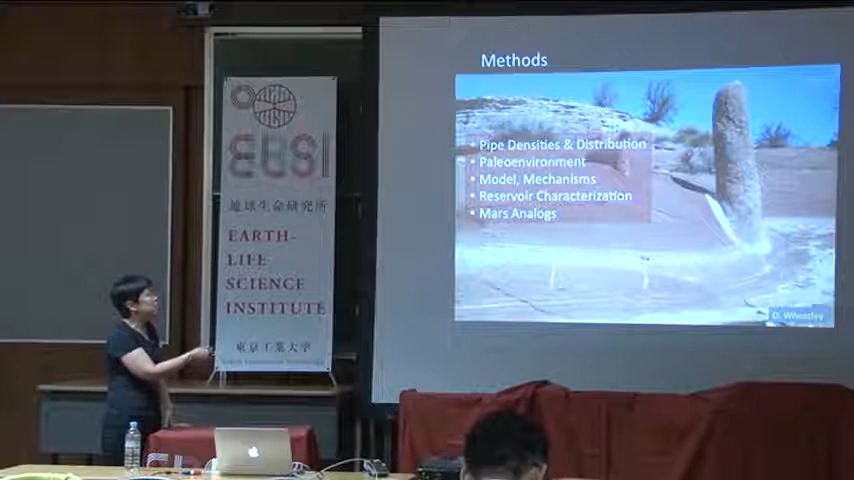 ELSI
地球生命研究所
EARTH-
LIFE
SCIENCE
INSTITUTE
東京工業大学
Methods
• Pipe Densities & Distribution
• Paleoenvironment
• Model, Mechanisms
• Reservoir Characterization
• Mars Analogs
D. Wheatley